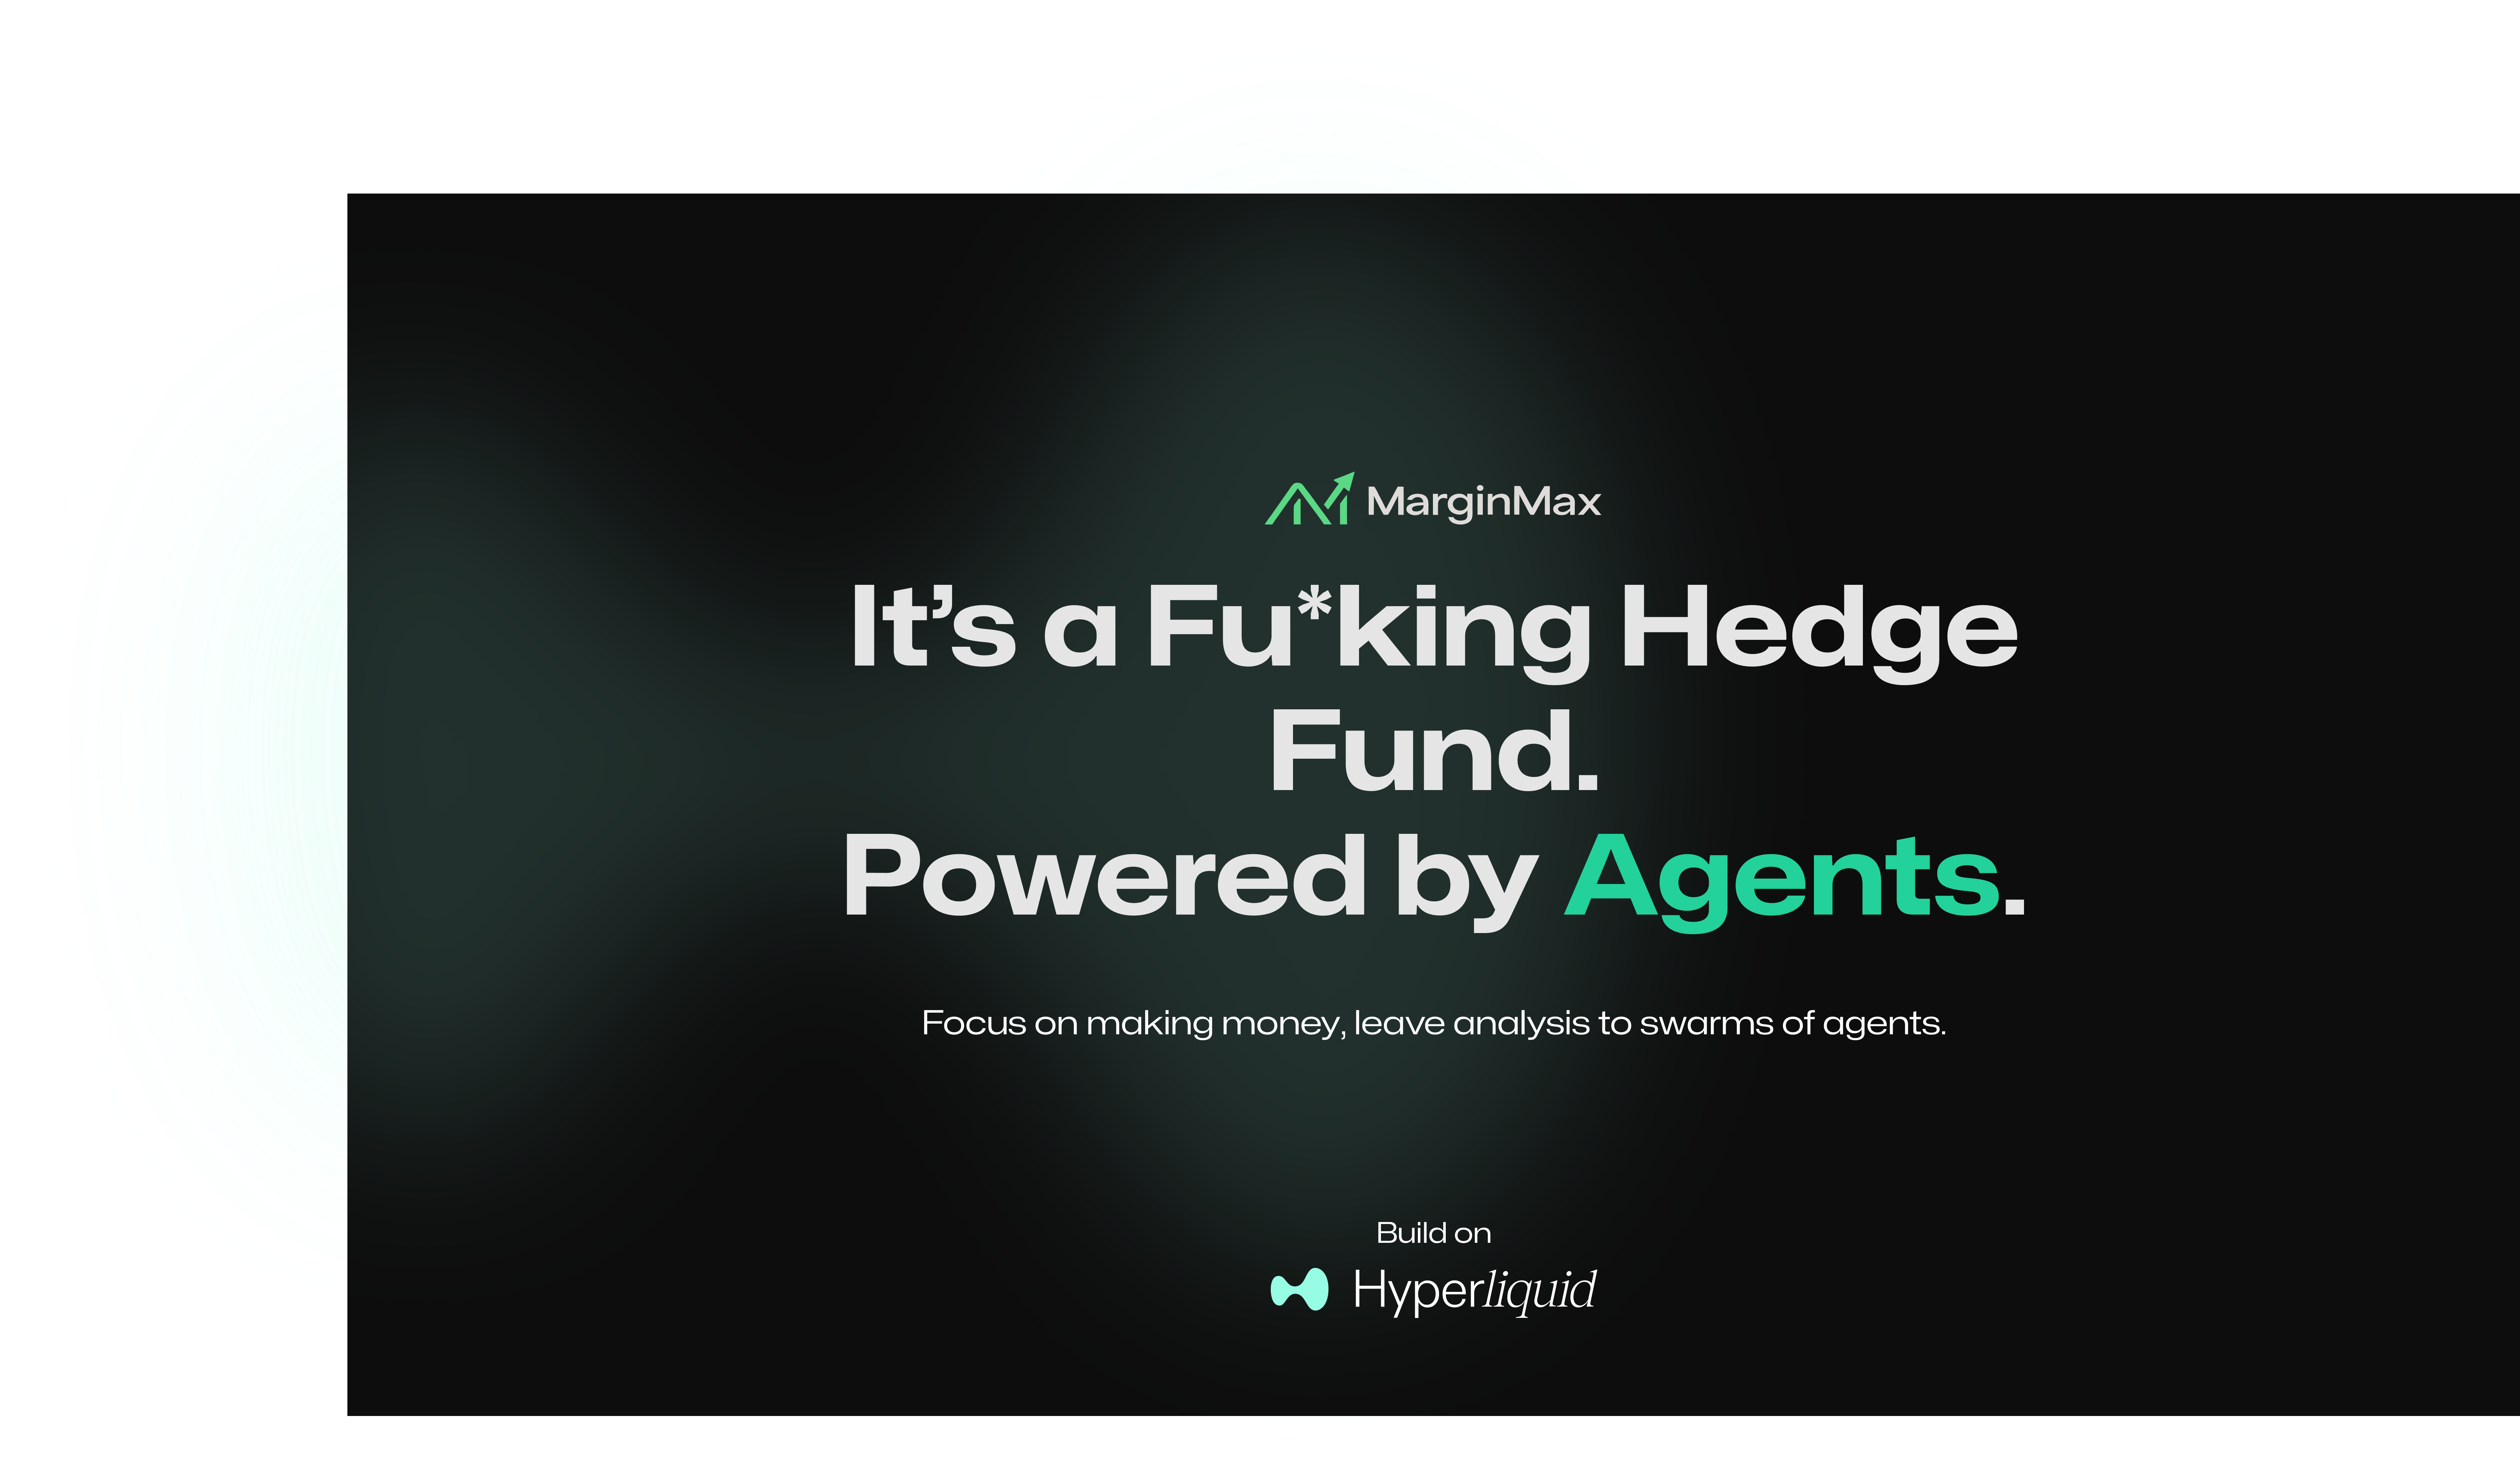 MarginMax
It’s a Fu*king Hedge
Fund.
Powered by Agents.
Focus on making money, leave analysis to swarms of agents.
Build on
Hyperliquid